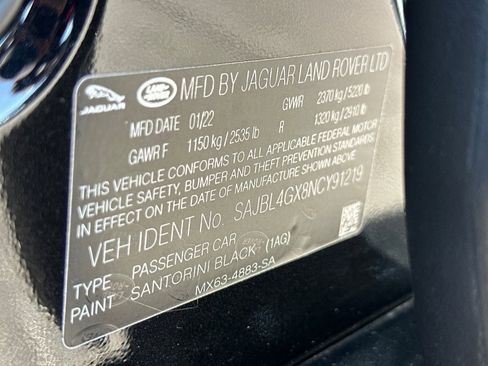 JAGUAR
LAND ROVER
MFD BY JAGUAR LAND ROVER LTD
MFD DATE 01/22 GVWR 2370 kg / 5220 lb
GAWR F 1150 kg / 2535 lb R 1320 kg / 2910 lb
THIS VEHICLE CONFORMS TO ALL APPLICABLE FEDERAL MOTOR
VEHICLE SAFETY, BUMPER AND THEFT PREVENTION STANDARDS
IN EFFECT ON THE DATE OF MANUFACTURE SHOWN ABOVE
VEH IDENT No. SAJBL4GX8NCY91219
TYPE PASSENGER CAR
PAINT SANTORINI BLACK (1AG)
MX63-4883-SA